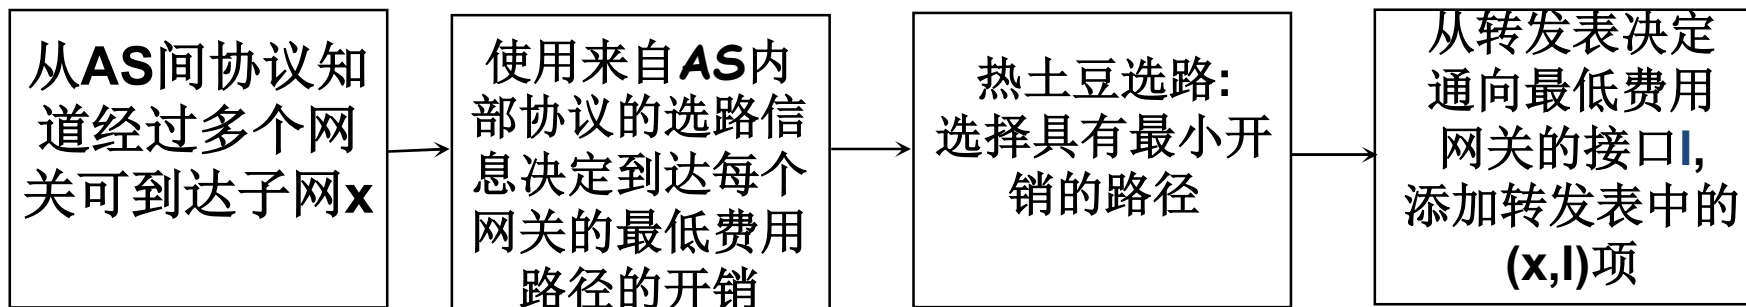 从AS间协议知
道经过多个网
关可到达子网x
使用来自AS内
部协议的选路信
息决定到达每个
网关的最低费用
路径的开销
热土豆选路:
选择具有最小开
销的路径
从转发表决定
通向最低费用
网关的接口I,
添加转发表中的
(x,I)项